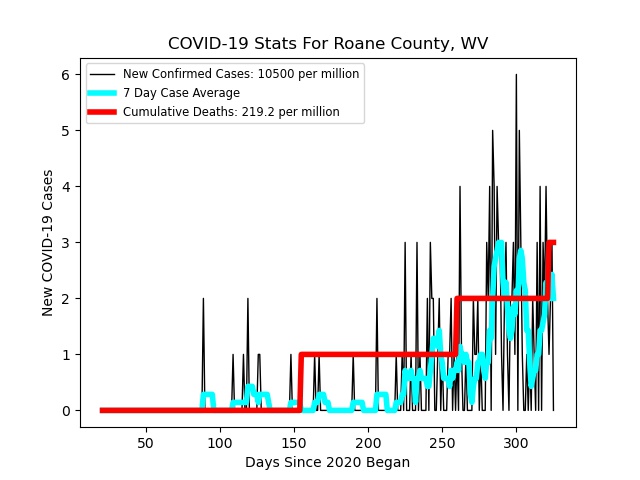 COVID-19 Stats For Roane County, WV
New Confirmed Cases: 10500 per million
7 Day Case Average
Cumulative Deaths: 219.2 per million
New COVID-19 Cases
6
5
4
3
2
1
0
50 100 150 200 250 300
Days Since 2020 Began